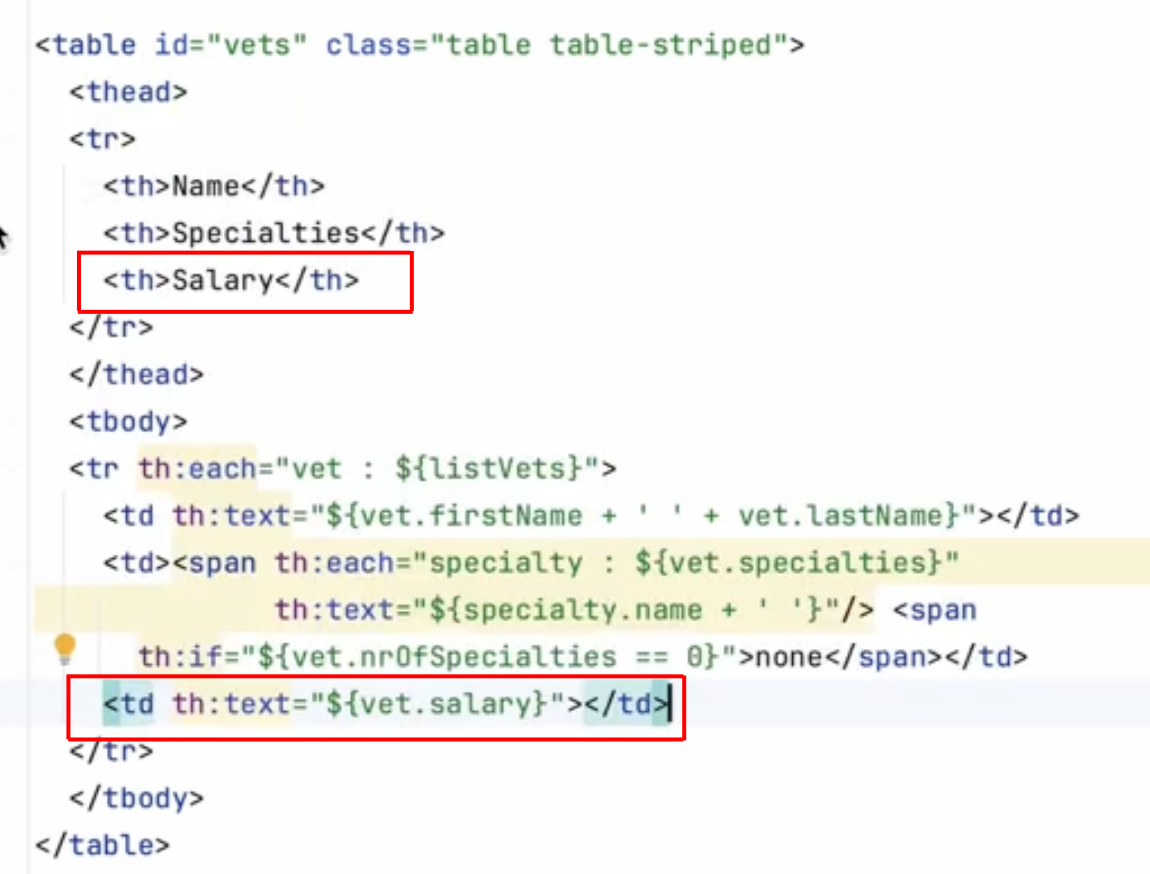 <table id="vets" class="table table-striped">
<thead>
<tr>
<th>Name</th>
<th>Specialties</th>
<th>Salary</th>
</tr>
</thead>
<tbody>
<tr th:each="vet : ${listVets}">
<td th:text="${vet.firstName + ' ' + vet.lastName}"></td>
<td><span th:each="specialty : ${vet.specialties}"
th:text="${specialty.name + ' '}"/> <span
th:if="${vet.nrOfSpecialties == 0}">none</span></td>
<td th:text="${vet.salary}"></td>
</tr>
</tbody>
</table>